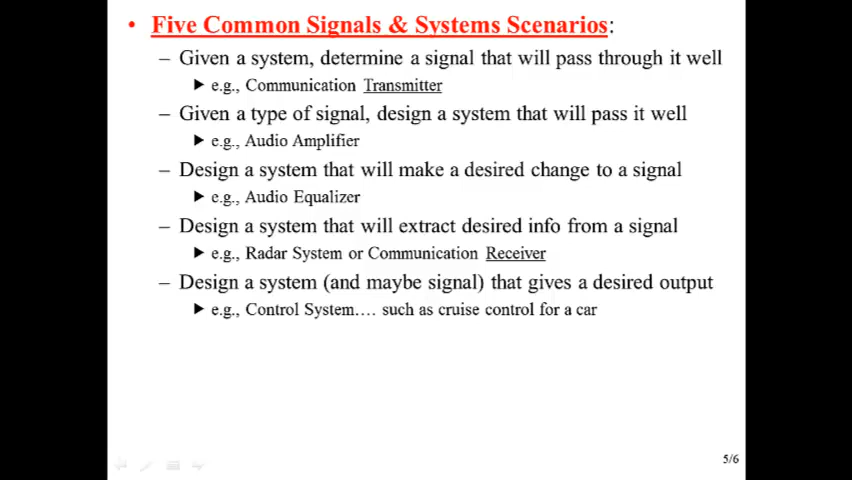 • Five Common Signals & Systems Scenarios:
– Given a system, determine a signal that will pass through it well
► e.g., Communication Transmitter
– Given a type of signal, design a system that will pass it well
► e.g., Audio Amplifier
– Design a system that will make a desired change to a signal
► e.g., Audio Equalizer
– Design a system that will extract desired info from a signal
► e.g., Radar System or Communication Receiver
– Design a system (and maybe signal) that gives a desired output
► e.g., Control System…. such as cruise control for a car
5/6